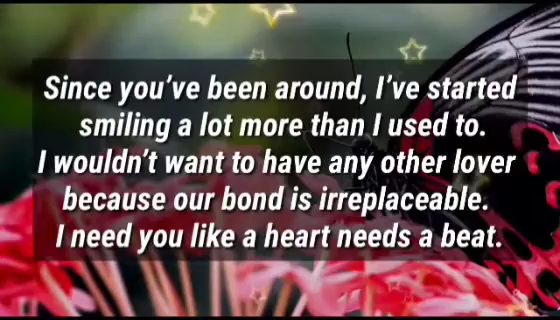 Since you’ve been around, I’ve started
smiling a lot more than I used to.
I wouldn’t want to have any other lover
because our bond is irreplaceable.
I need you like a heart needs a beat.